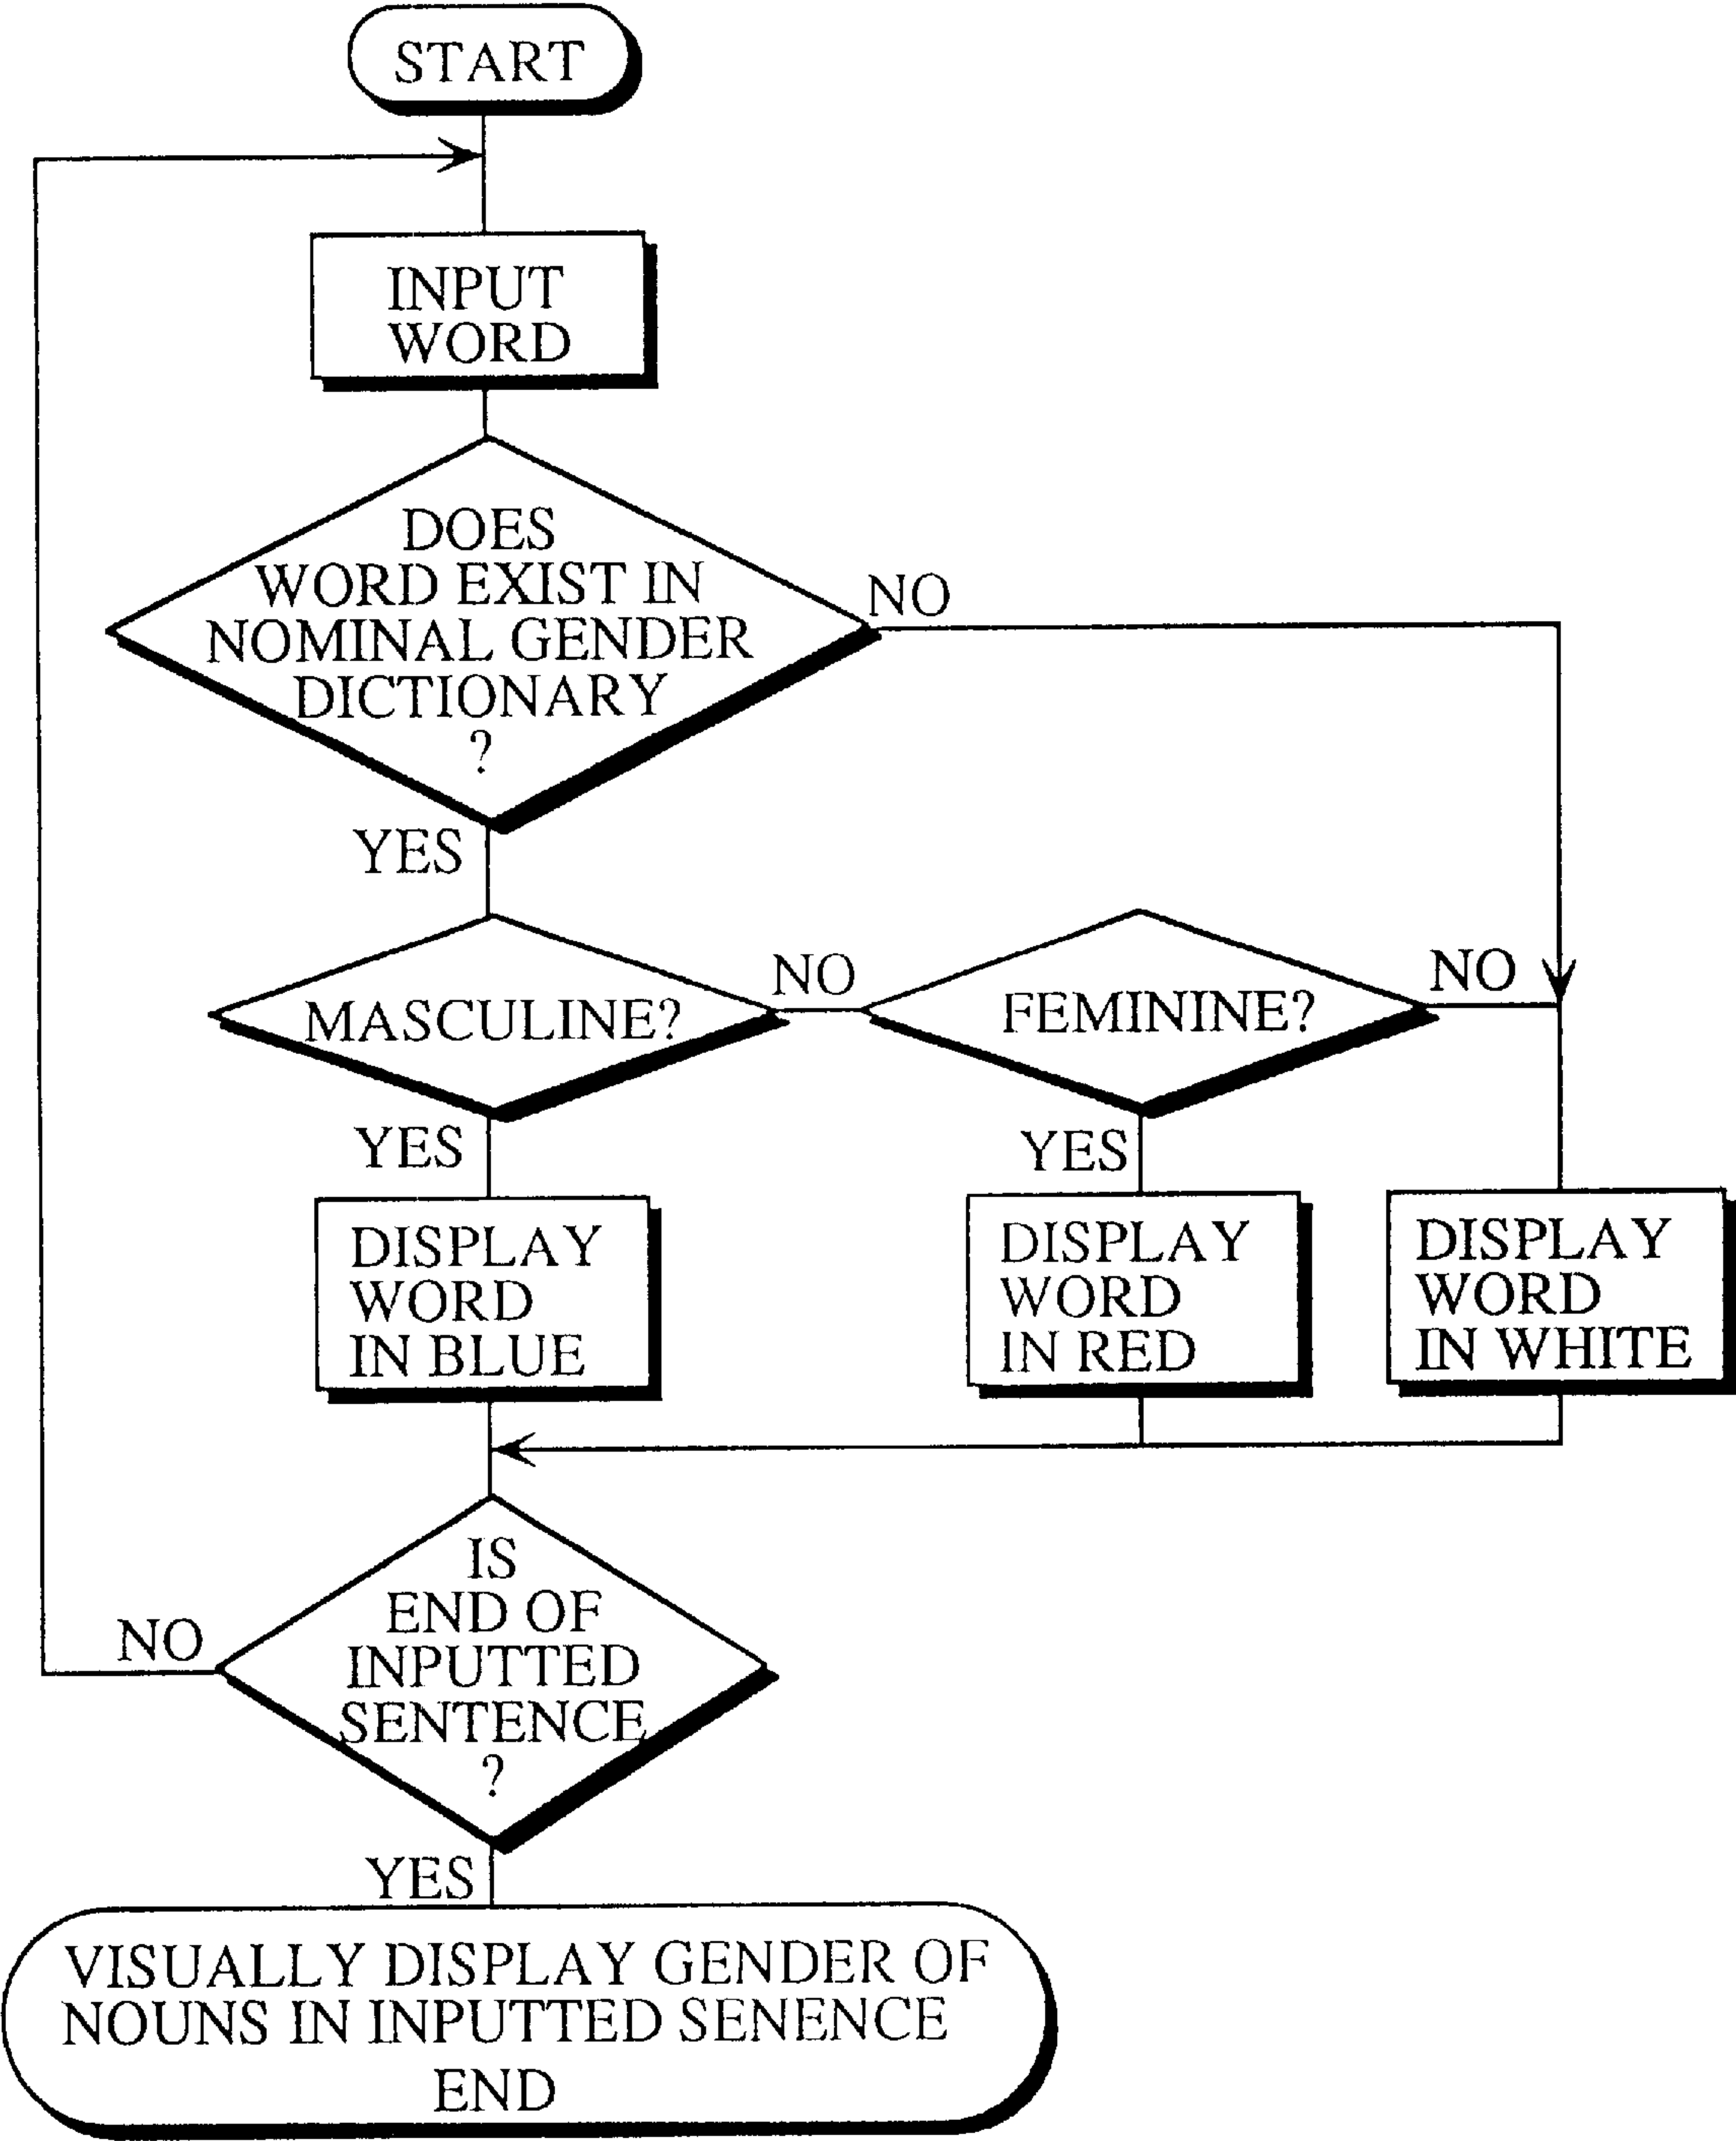 START
INPUT
WORD
DOES
WORD EXIST IN
NOMINAL GENDER
DICTIONARY
?
NO
YES
MASCULINE?
NO
FEMININE?
NO
YES
YES
DISPLAY
WORD
IN BLUE
DISPLAY
WORD
IN RED
DISPLAY
WORD
IN WHITE
IS
END OF
INPUTTED
SENTENCE
?
NO
YES
VISUALLY DISPLAY GENDER OF
NOUNS IN INPUTTED SENENCE
END